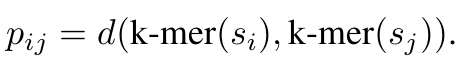 p_{ij} = d(k-mer(s_i), k-mer(s_j)).